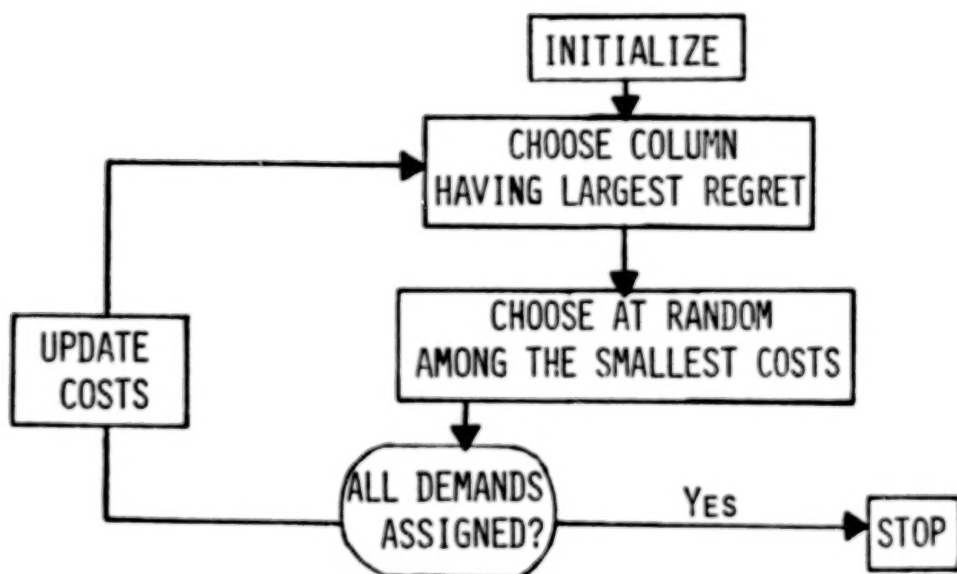 INITIALIZE
CHOOSE COLUMN
HAVING LARGEST REGRET
CHOOSE AT RANDOM
AMONG THE SMALLEST COSTS
UPDATE
COSTS
ALL DEMANDS
ASSIGNED?
YES
STOP